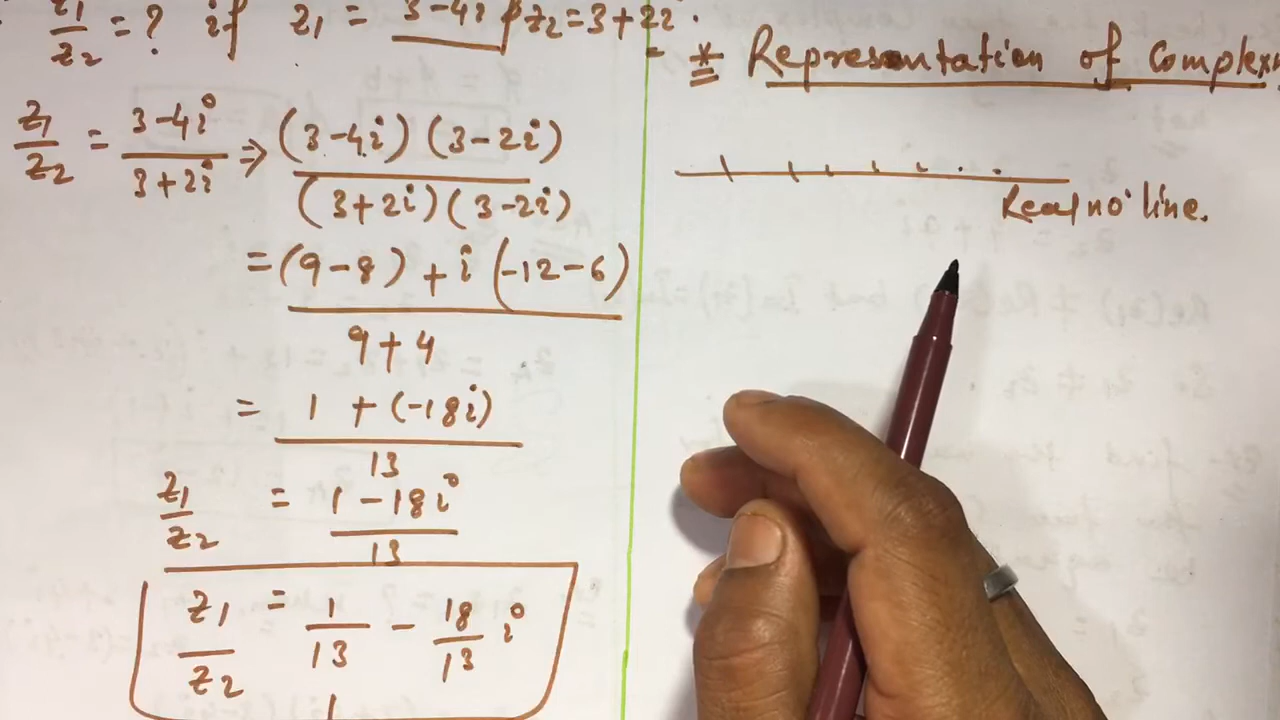 z1/z2 = ? if z1 = 3-4i & z2 = 3+2i.
z1/z2 = 3-4i/3+2i ⇒ (3-4i)(3-2i)/(3+2i)(3-2i)
= (9-8) + i(-12-6)/9+4
= 1 + (-18i)/13
z1/z2 = 1-18i/13
z1/z2 = 1/13 - 18/13 i
* Representation of Complex
Real no line.